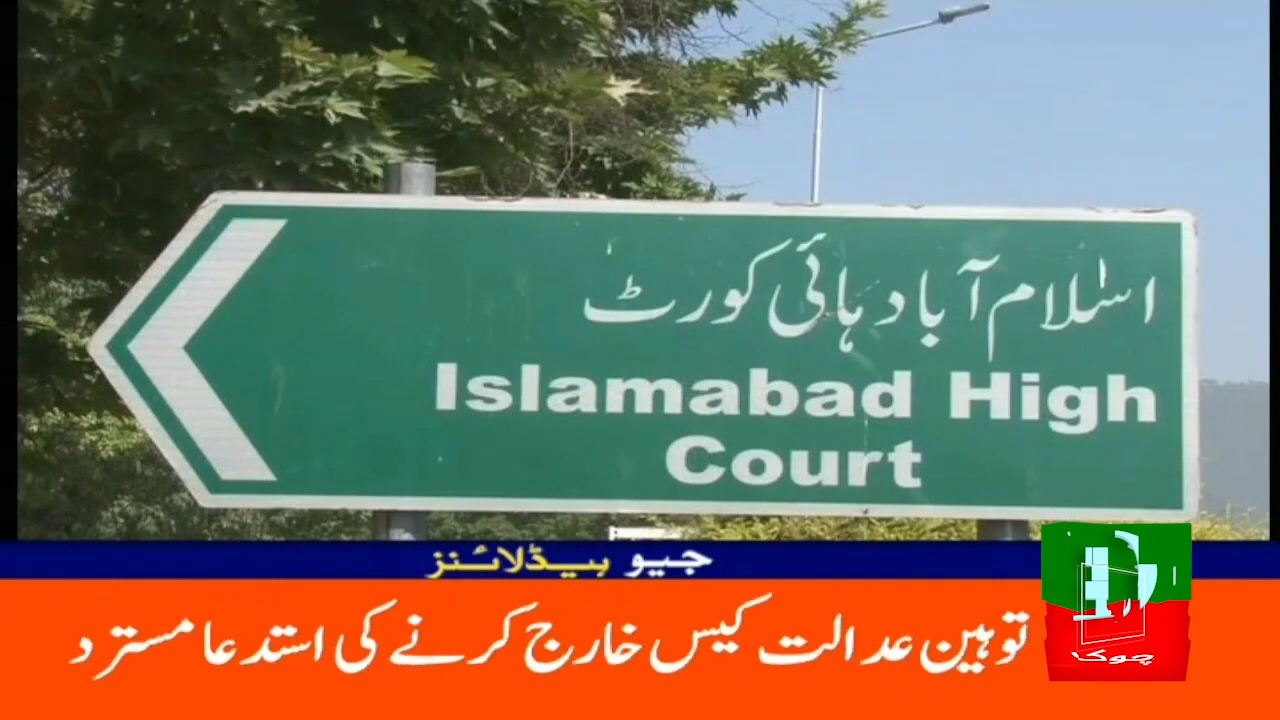 اسلام آباد ہائی کورٹ
Islamabad High
Court
جیو ہیڈلائنز
توہین عدالت کیس خارج کرنے کی استدعا مسترد
چوک